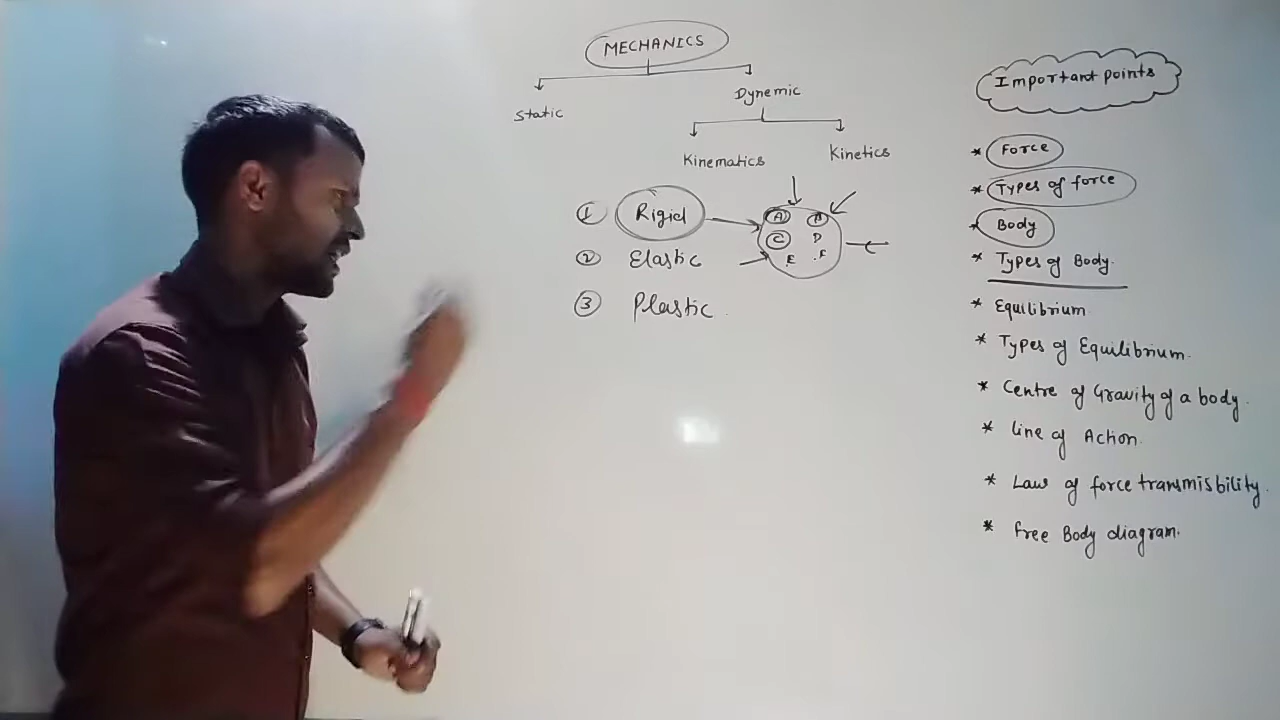 MECHANICS
Static
Dynemic
Kinematics
Kinetics
① Rigid
② Elastic
③ Plastic.
A
C D
E F
Important points
* Force
* Types of force
* Body
* Types of Body.
* Equilibrium
* Types of Equilibrium.
* Centre of Gravity of a body.
* line of Action.
* Law of force transmisbility.
* free Body diagram.